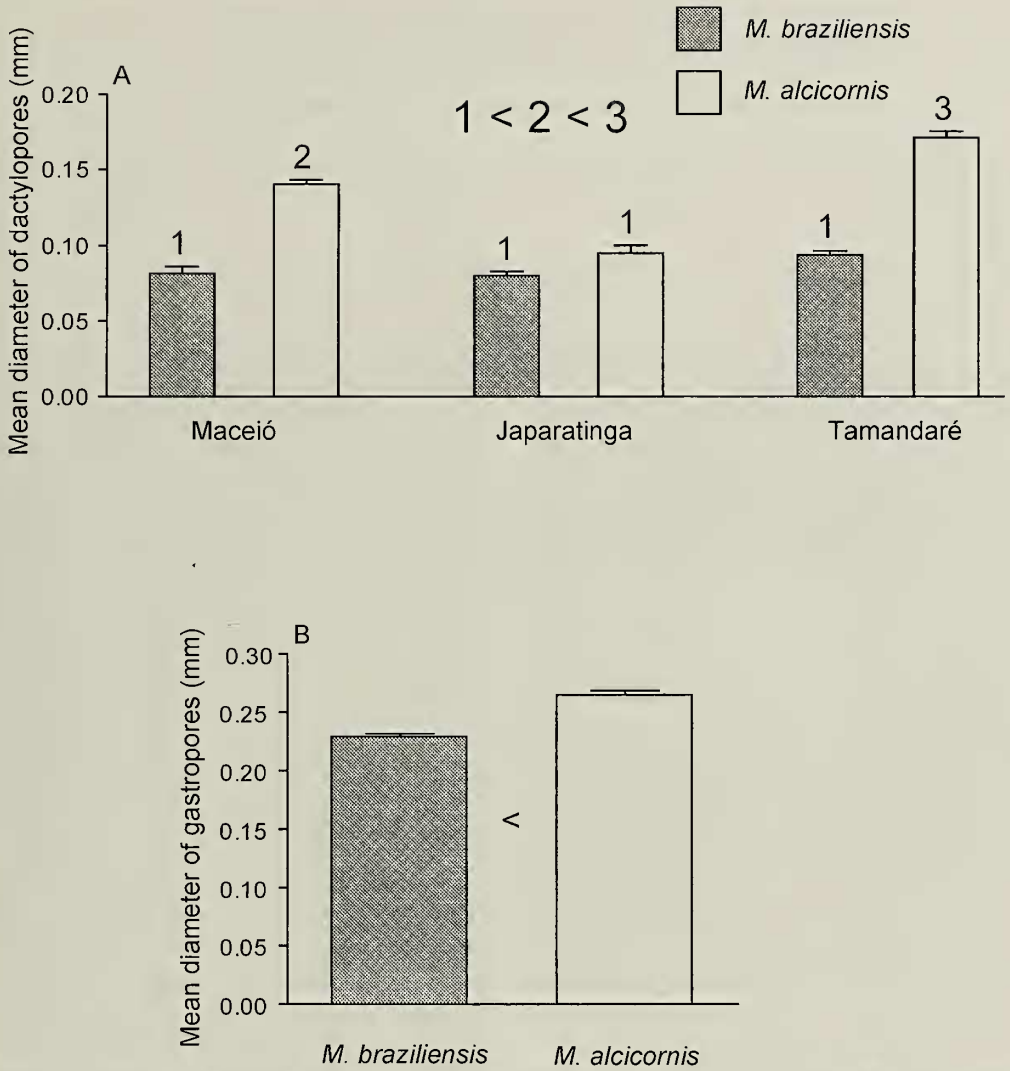 M. braziliensis
M. alcicornis
A
Mean diameter of dactylopores (mm)
0.20
0.15
0.10
0.05
0.00
1 < 2 < 3
1
2
1
1
1
3
Maceió
Japaratinga
Tamandaré
B
Mean diameter of gastropores (mm)
0.30
0.25
0.20
0.15
0.10
0.05
0.00
<
M. braziliensis
M. alcicornis